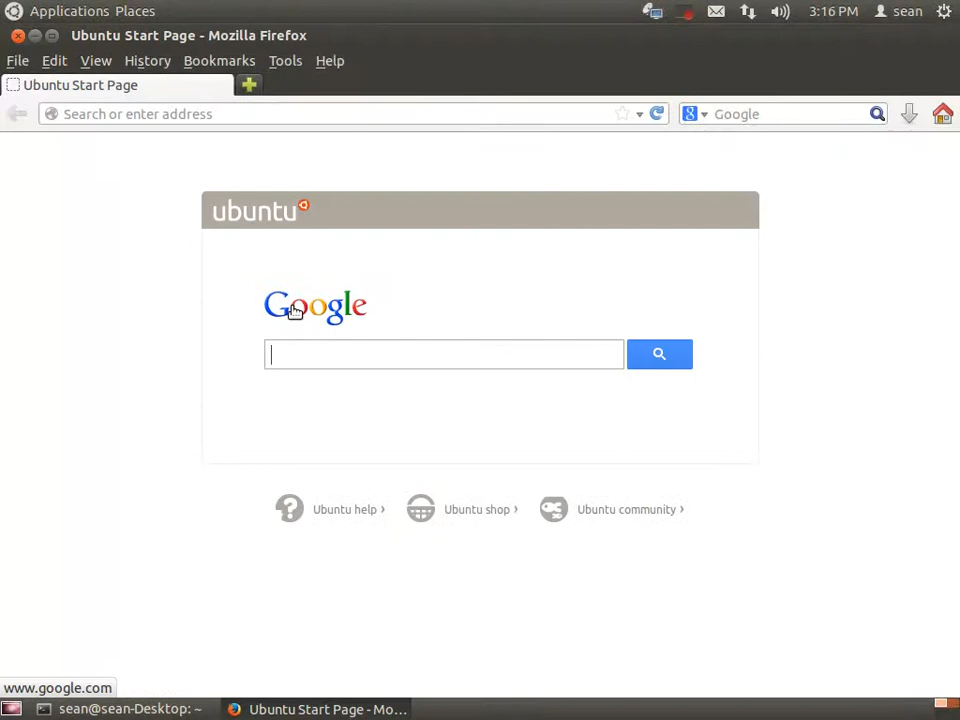 Applications Places 3:16 PM sean
Ubuntu Start Page - Mozilla Firefox
File Edit View History Bookmarks Tools Help
Ubuntu Start Page
Search or enter address Google
ubuntu
Google
Ubuntu help › Ubuntu shop › Ubuntu community ›
www.google.com
sean@sean-Desktop: ~ Ubuntu Start Page - Mo...